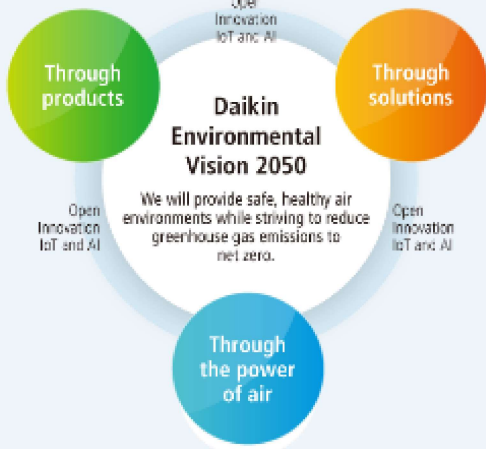 Open
Innovation
IoT and AI
Through
products
Through
solutions
Daikin
Environmental
Vision 2050
We will provide safe, healthy air
environments while striving to reduce
greenhouse gas emissions to
net zero.
Open
Innovation
IoT and AI
Open
Innovation
IoT and AI
Through
the power
of air